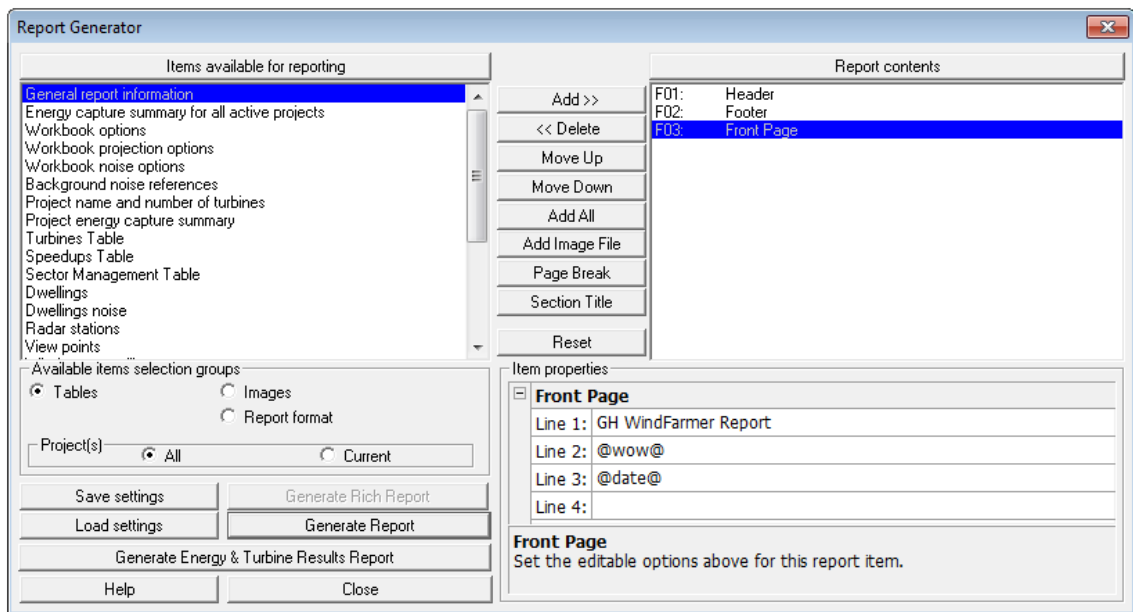 Report Generator
Items available for reporting
General report information
Energy capture summary for all active projects
Workbook options
Workbook projection options
Workbook noise options
Background noise references
Project name and number of turbines
Project energy capture summary
Turbines Table
Speedups Table
Sector Management Table
Dwellings
Dwellings noise
Radar stations
View points
Add >>
<< Delete
Move Up
Move Down
Add All
Add Image File
Page Break
Section Title
Reset
Report contents
F01: Header
F02: Footer
F03: Front Page
Available items selection groups
Tables Images
Report format
Project(s)
All Current
Save settings Generate Rich Report
Load settings Generate Report
Generate Energy & Turbine Results Report
Help Close
Item properties
Front Page
Line 1: GH WindFarmer Report
Line 2: @wow@
Line 3: @date@
Line 4:
Front Page
Set the editable options above for this report item.